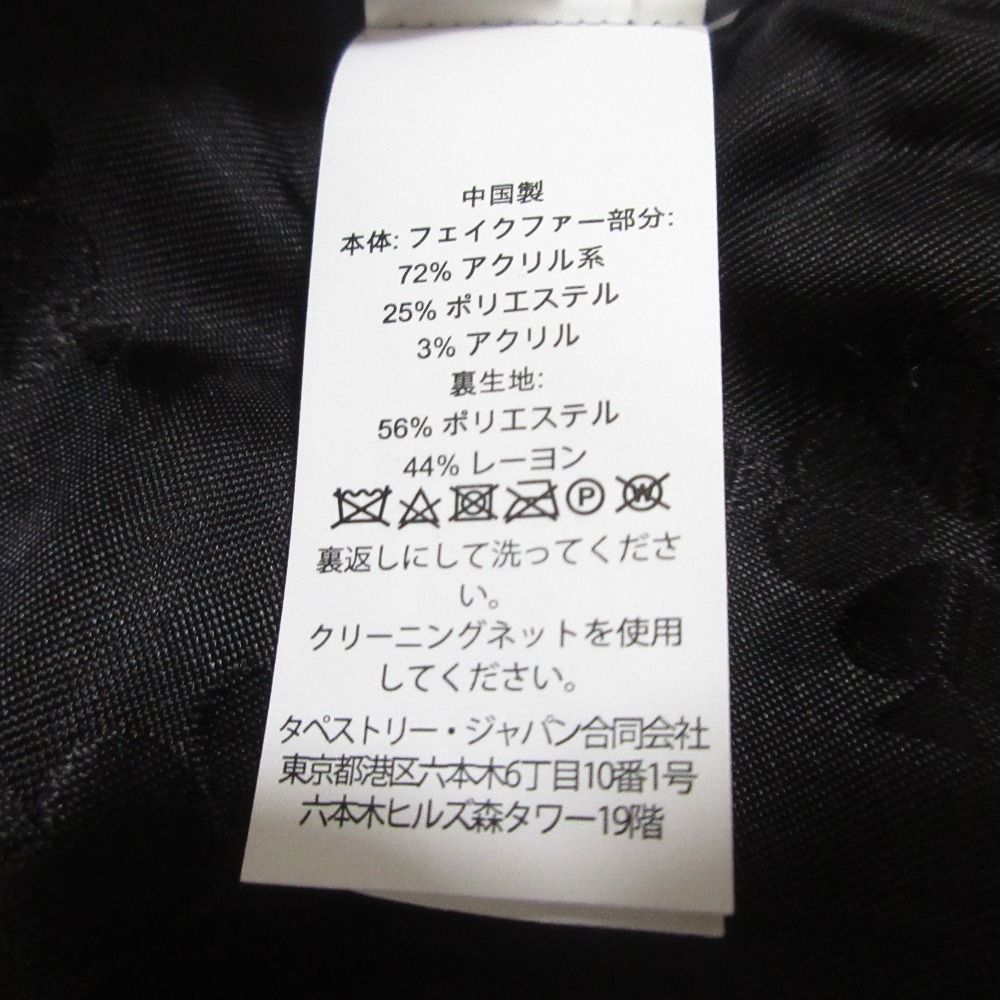 中国製
本体: フェイクファー部分:
72% アクリル系
25% ポリエステル
3% アクリル
裏生地:
56% ポリエステル
44% レーヨン
P W
裏返しにして洗ってくださ
い。
クリーニングネットを使用
してください。
タペストリー・ジャパン合同会社
東京都港区六本木6丁目10番1号
六本木ヒルズ森タワー19階